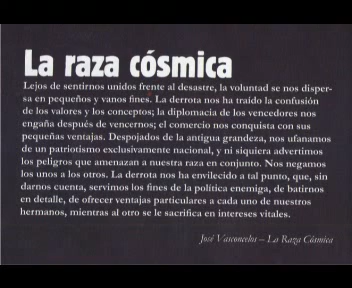 La raza cósmica
Lejos de sentirnos unidos frente al desastre, la voluntad se nos disper-
sa en pequeños y vanos fines. La derrota nos ha traído la confusión
de los valores y los conceptos; la diplomacia de los vencedores nos
engaña después de vencernos; el comercio nos conquista con sus
pequeñas ventajas. Despojados de la antigua grandeza, nos ufanamos
de un patriotismo exclusivamente nacional, y ni siquiera advertimos
los peligros que amenazan a nuestra raza en conjunto. Nos negamos
los unos a los otros. La derrota nos ha envilecido a tal punto, que, sin
darnos cuenta, servimos los fines de la política enemiga, de batirnos
en detalle, de ofrecer ventajas particulares a cada uno de nuestros
hermanos, mientras al otro se le sacrifica en intereses vitales.
José Vasconcelos – La Raza Cósmica